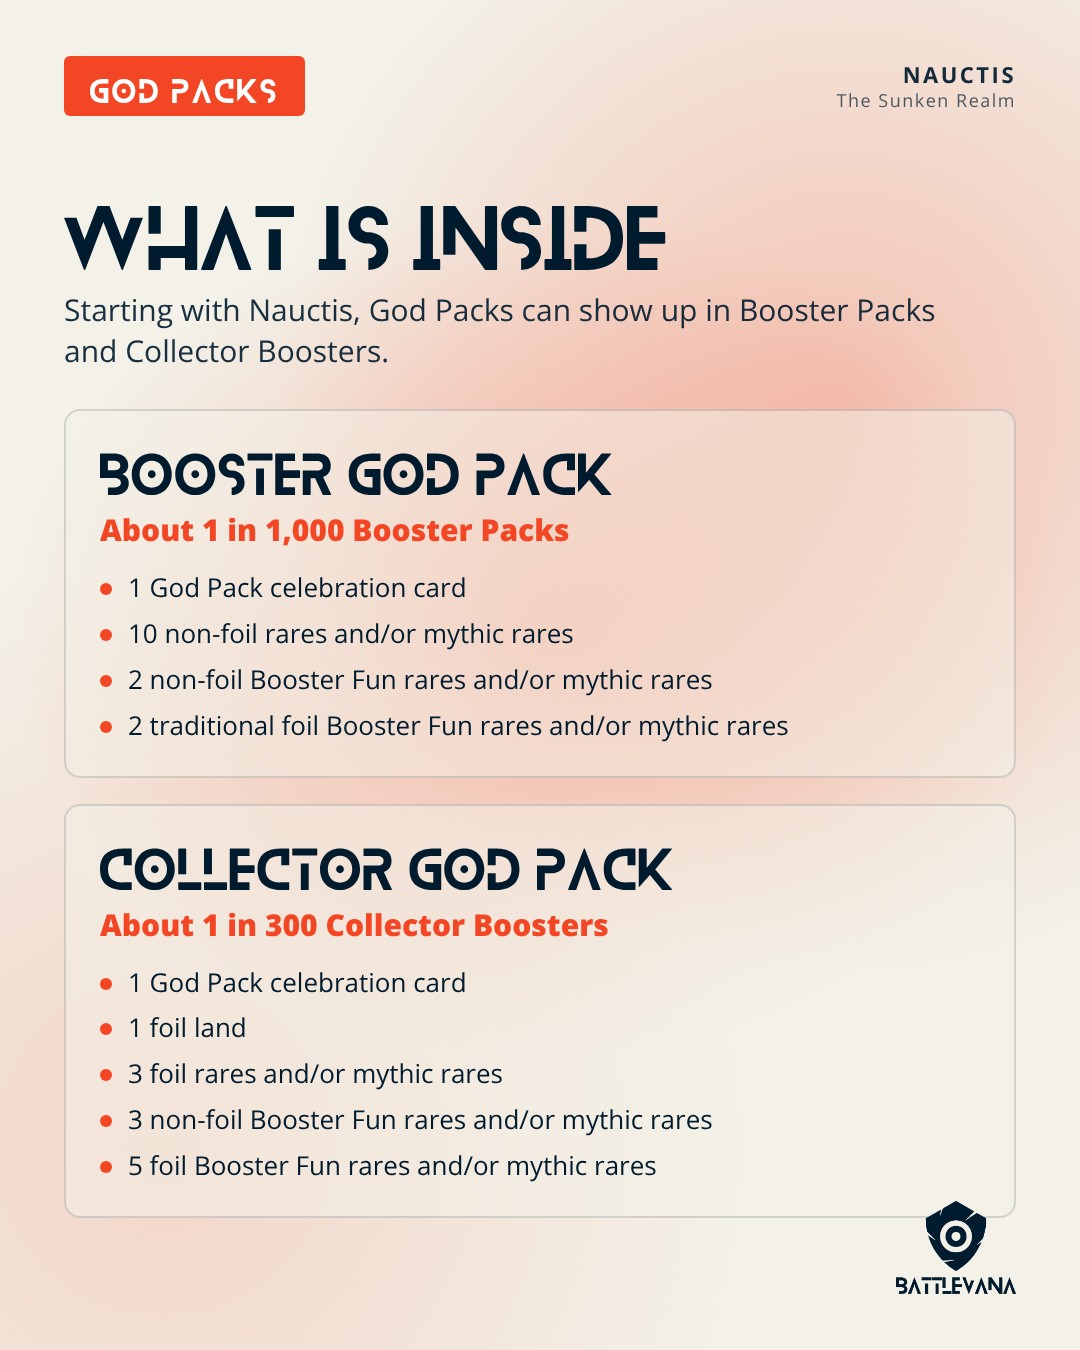 GOD PACKS
NAUCTIS
The Sunken Realm
WHAT IS INSIDE
Starting with Nauctis, God Packs can show up in Booster Packs
and Collector Boosters.
BOOSTER GOD PACK
About 1 in 1,000 Booster Packs
1 God Pack celebration card
10 non-foil rares and/or mythic rares
2 non-foil Booster Fun rares and/or mythic rares
2 traditional foil Booster Fun rares and/or mythic rares
COLLECTOR GOD PACK
About 1 in 300 Collector Boosters
1 God Pack celebration card
1 foil land
3 foil rares and/or mythic rares
3 non-foil Booster Fun rares and/or mythic rares
5 foil Booster Fun rares and/or mythic rares
BATTLEVANA